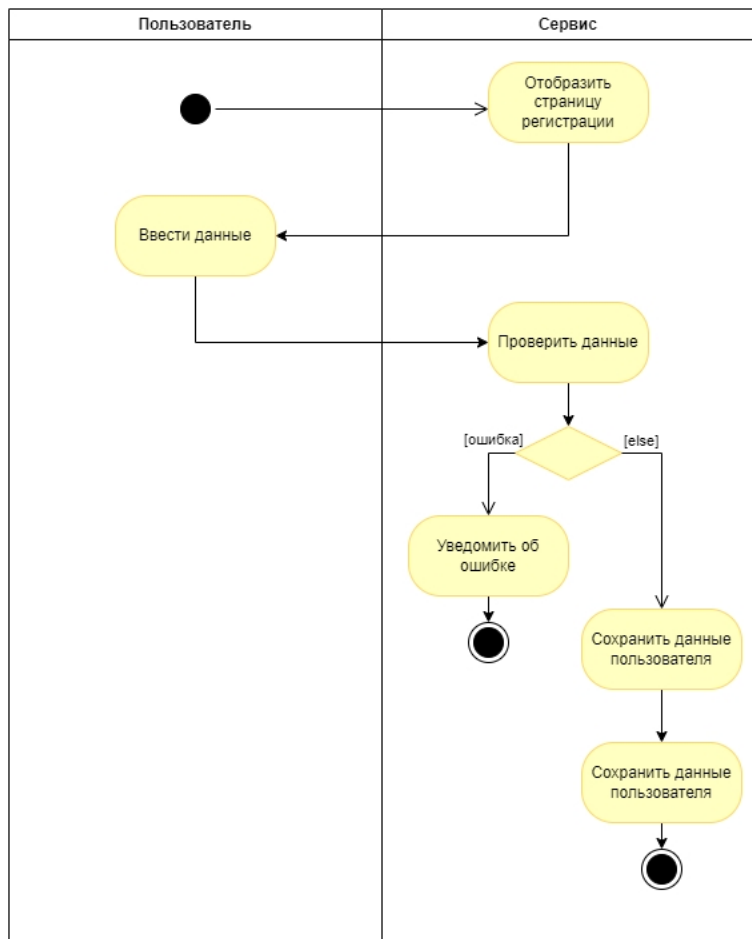 Пользователь
Сервис
Отобразить
страницу
регистрации
Ввести данные
Проверить данные
[ошибка]
[else]
Уведомить об
ошибке
Сохранить данные
пользователя
Сохранить данные
пользователя